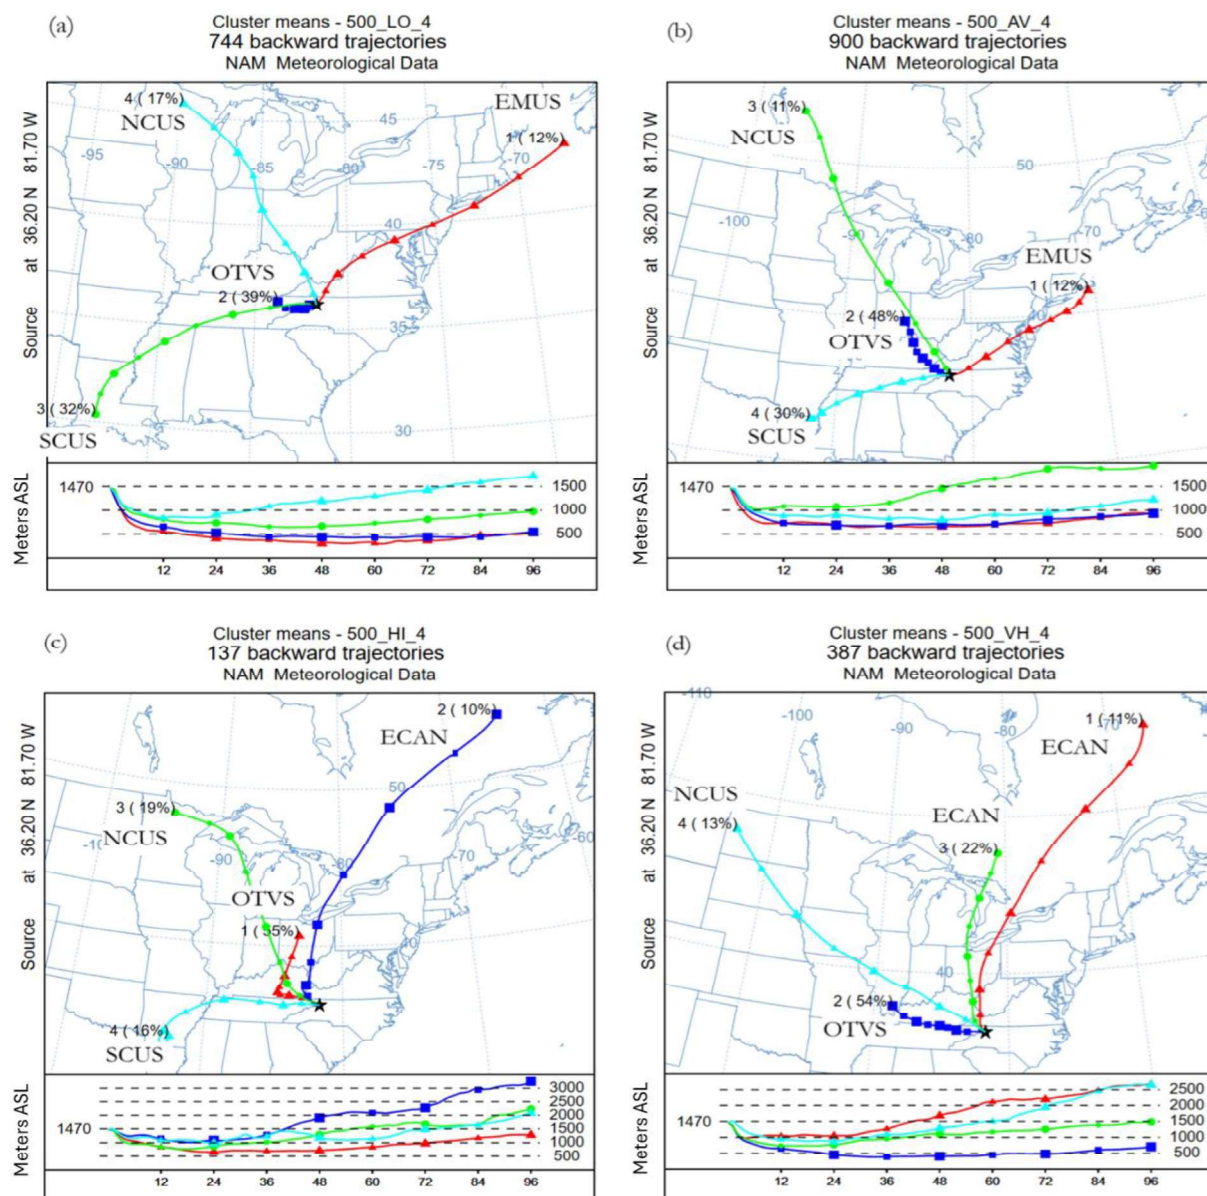 (a)
Cluster means - 500_LO_4
744 backward trajectories
NAM Meteorological Data
Source at 36.20 N 81.70 W
4 ( 17%)
NCUS
EMUS
1 ( 12%)
45
-95
-90
-85
-75
-70
40
OTVS
2 ( 39%)
35
3 ( 32%)
SCUS
30
Meters ASL
1470
1500
1000
500
12 24 36 48 60 72 84 96
(b)
Cluster means - 500_AV_4
900 backward trajectories
NAM Meteorological Data
Source at 36.20 N 81.70 W
3 ( 11%)
NCUS
50
-100
-90
-80
-70
EMUS
1 ( 12%)
2 ( 48%)
40
OTVS
4 ( 30%)
SCUS
Meters ASL
1470
1500
1000
500
12 24 36 48 60 72 84 96
(c)
Cluster means - 500_HI_4
137 backward trajectories
NAM Meteorological Data
Source at 36.20 N 81.70 W
2 ( 10%)
ECAN
50
3 ( 19%)
NCUS
-90
-80
-70
-60
OTVS
1 ( 55%)
40
4 ( 16%)
SCUS
Meters ASL
1470
3000
2500
2000
1500
1000
500
12 24 36 48 60 72 84 96
(d)
Cluster means - 500_VH_4
387 backward trajectories
NAM Meteorological Data
Source at 36.20 N 81.70 W
-110
-100
-90
-80
-70
1 ( 11%)
ECAN
NCUS
4 ( 13%)
ECAN
3 ( 22%)
40
2 ( 54%)
OTVS
Meters ASL
1470
2500
2000
1500
1000
500
12 24 36 48 60 72 84 96